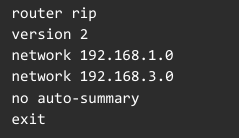 router rip
version 2
network 192.168.1.0
network 192.168.3.0
no auto-summary
exit